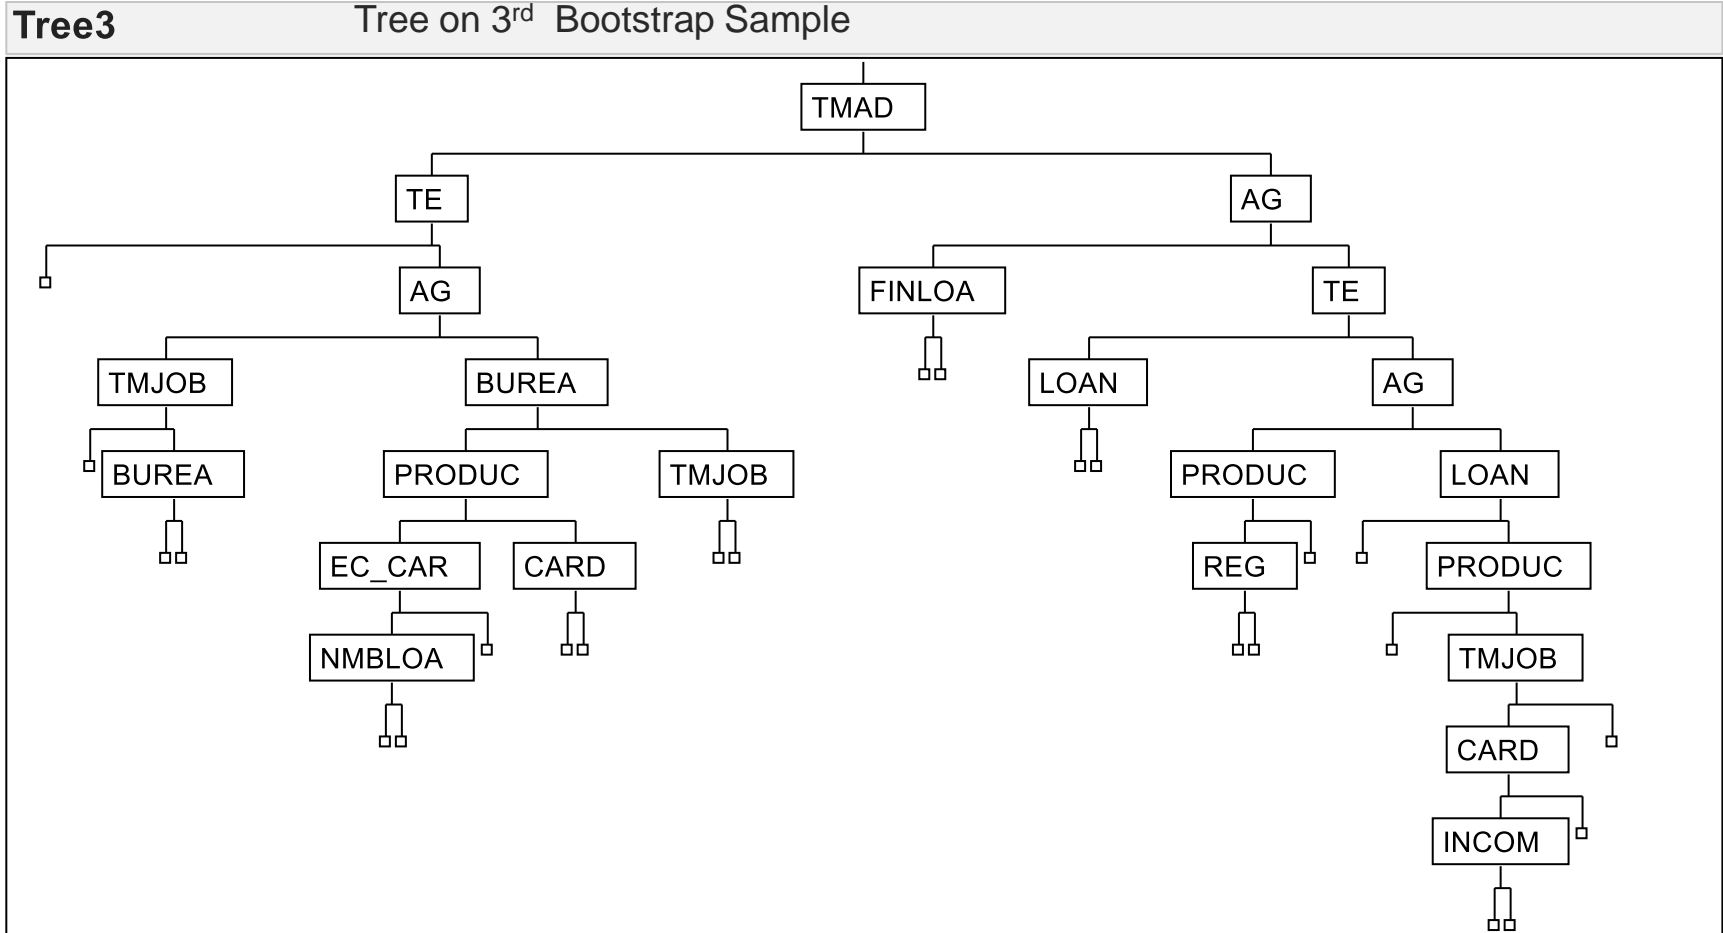 Tree3 Tree on 3rd Bootstrap Sample
TMAD
TE AG
AG FINLOA TE
TMJOB BUREA LOAN AG
BUREA PRODUC TMJOB PRODUC LOAN
EC_CAR CARD REG PRODUC
NMBLOA TMJOB
CARD
INCOM